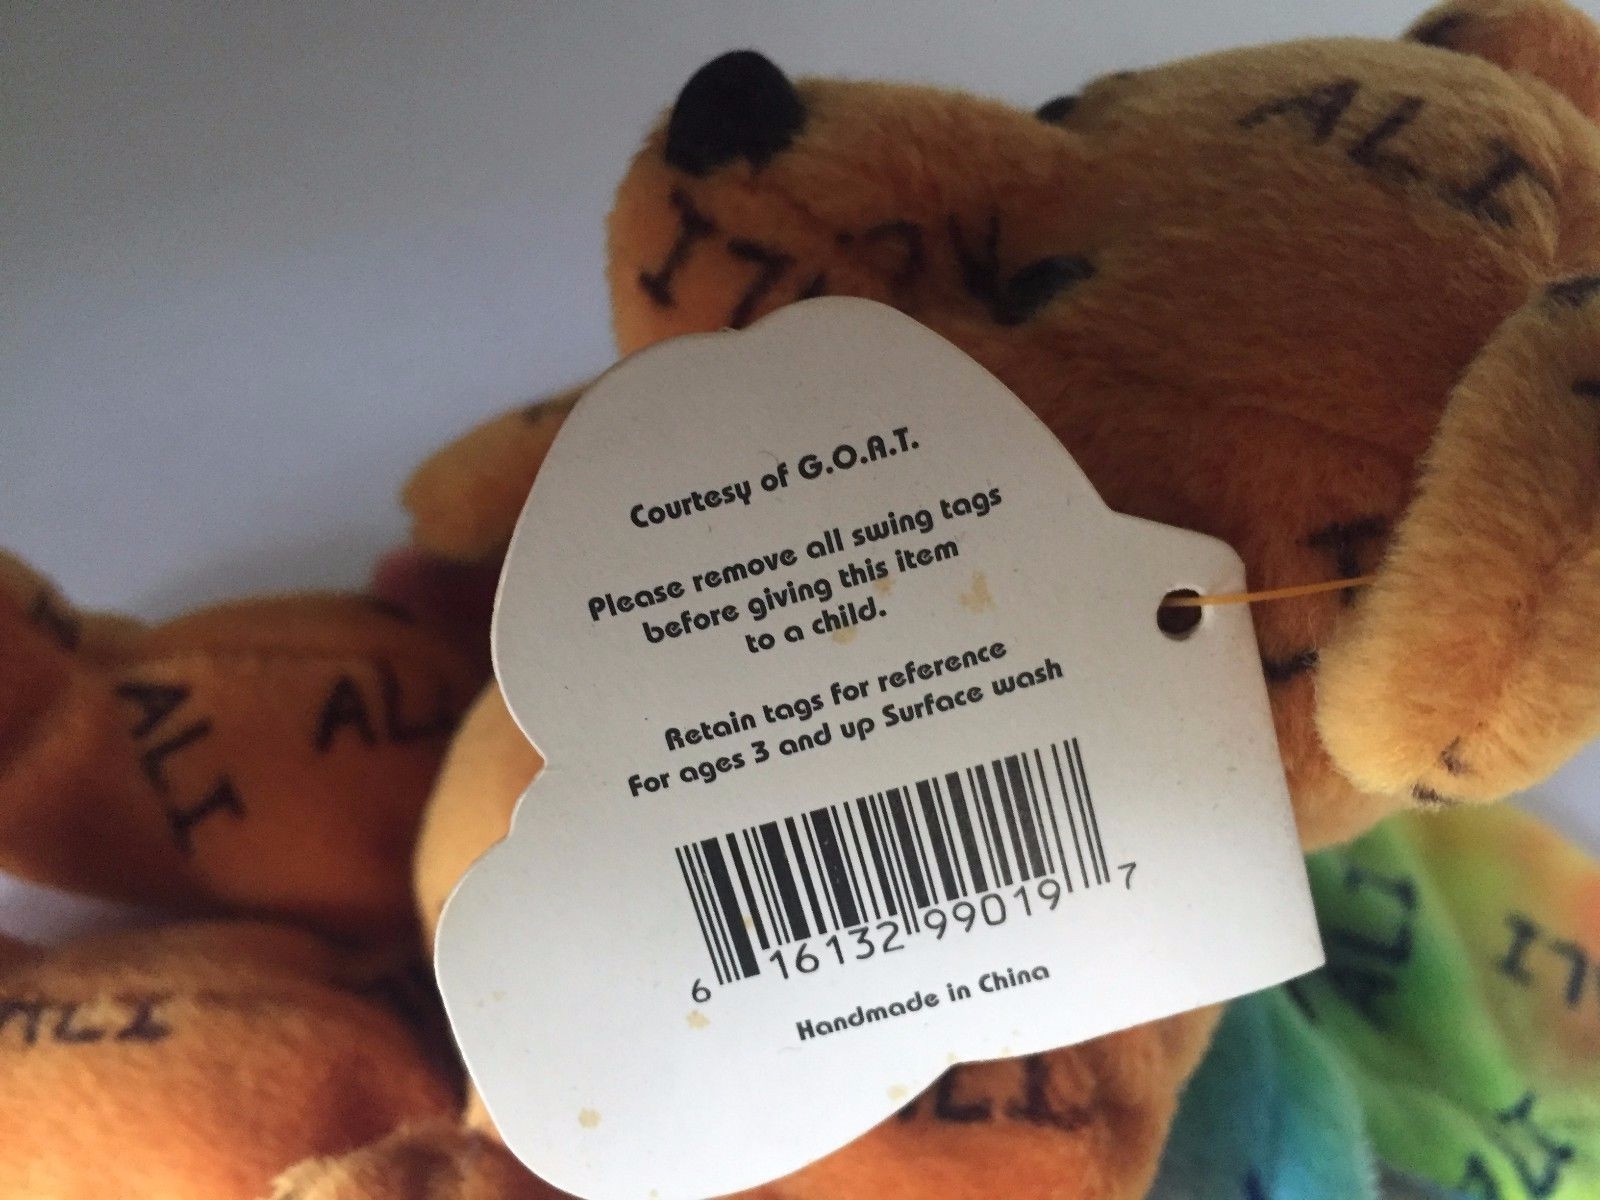 Courtesy of G.O.A.T.
Please remove all swing tags
before giving this item
to a child.
Retain tags for reference
For ages 3 and up Surface wash
6 16132 99019 7
Handmade in China
ALI
ALI
ALI
ALI
ALI
ALI